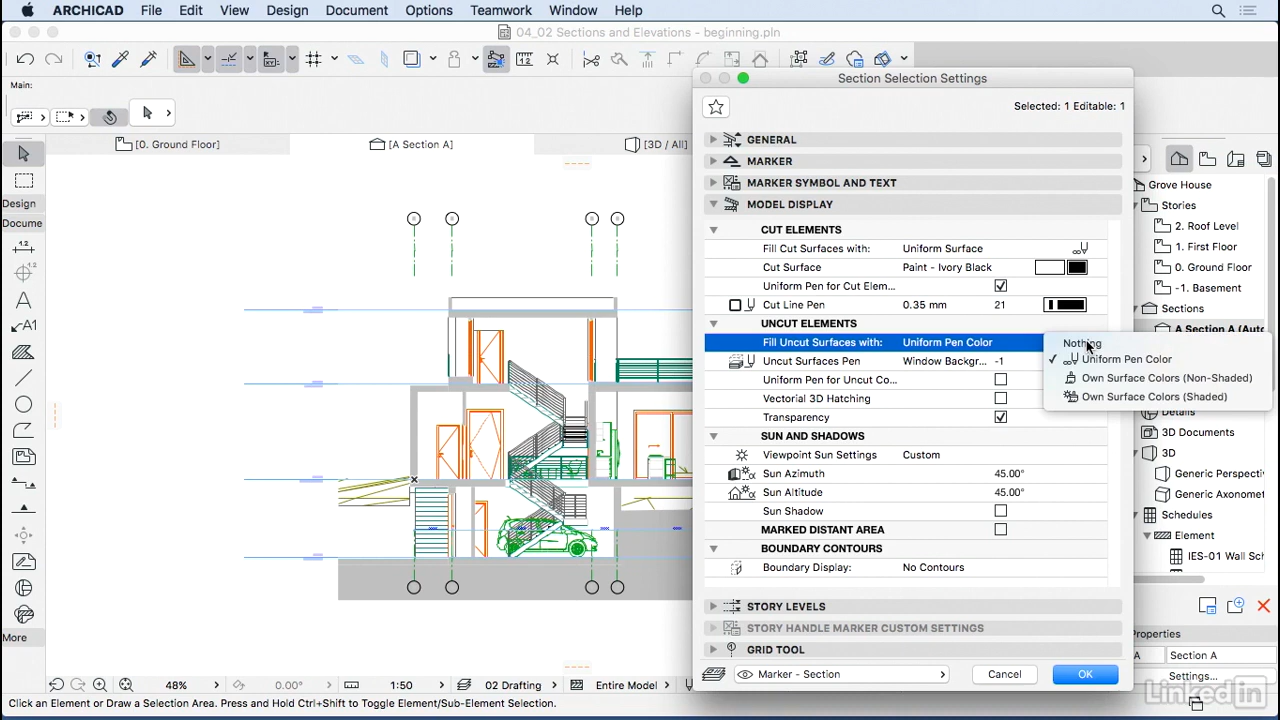 ARCHICAD File Edit View Design Document Options Teamwork Window Help
04_02 Sections and Elevations - beginning.pln
Main:
[0. Ground Floor] [A Section A] [3D / All]
Design
Docume
1.2
A
A1
More
Section Selection Settings
Selected: 1 Editable: 1
GENERAL
MARKER
MARKER SYMBOL AND TEXT
MODEL DISPLAY
CUT ELEMENTS
Fill Cut Surfaces with: Uniform Surface
Cut Surface Paint - Ivory Black
Uniform Pen for Cut Elem...
Cut Line Pen 0.35 mm 21
UNCUT ELEMENTS
Fill Uncut Surfaces with: Uniform Pen Color
Uncut Surfaces Pen Window Backgr... -1
Uniform Pen for Uncut Co...
Vectorial 3D Hatching
Transparency
SUN AND SHADOWS
Viewpoint Sun Settings Custom
Sun Azimuth 45.00°
Sun Altitude 45.00°
Sun Shadow
MARKED DISTANT AREA
BOUNDARY CONTOURS
Boundary Display: No Contours
STORY LEVELS
STORY HANDLE MARKER CUSTOM SETTINGS
GRID TOOL
Marker - Section Cancel OK
Nothing
Uniform Pen Color
Own Surface Colors (Non-Shaded)
Own Surface Colors (Shaded)
Grove House
Stories
2. Roof Level
1. First Floor
0. Ground Floor
-1. Basement
Sections
A Section A (Auto
Details
3D Documents
3D
Generic Perspecti
Generic Axonomet
Schedules
Element
IES-01 Wall Sch
Properties
A Section A
Settings...
48% 0.00° 1:50 02 Drafting Entire Model
Click an Element or Draw a Selection Area. Press and Hold Ctrl+Shift to Toggle Element/Sub-Element Selection.
LinkedIn